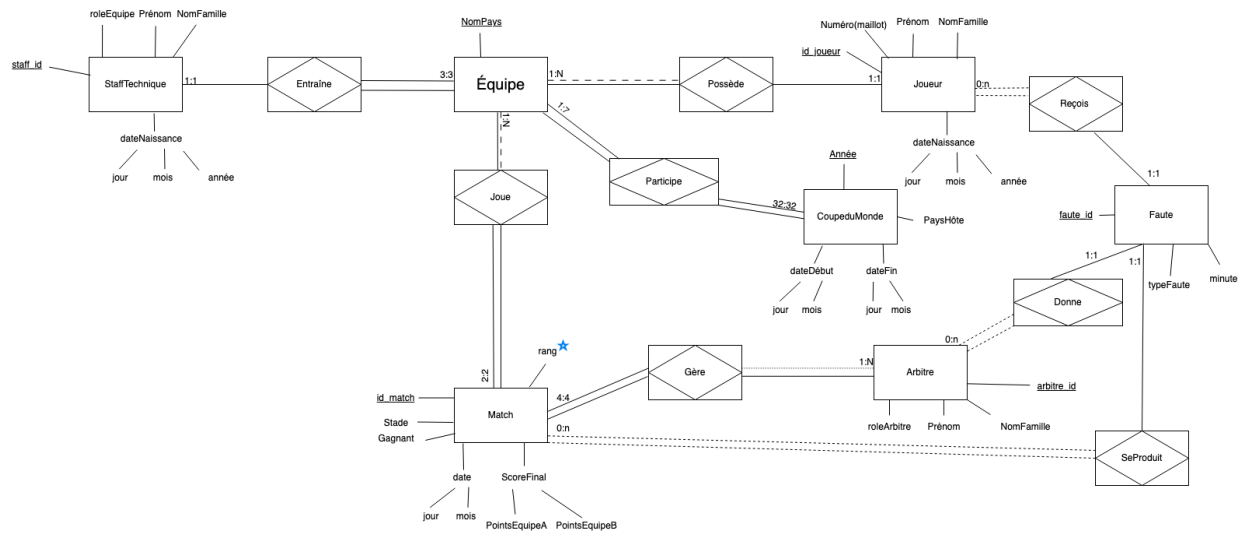 roleEquipe Prénom NomFamille
staff_id
StaffTechnique
1:1
Entraîne
3:3
dateNaissance
jour mois année
NomPays
Équipe
1:N
Possède
1:1
Numéro(maillot) Prénom NomFamille
id_joueur
Joueur
0:n
Reçois
dateNaissance
jour mois année
1:1
1:7
Participe
32:32
Année
CoupeduMonde
PaysHôte
dateDébut dateFin
jour mois jour mois
faute_id
Faute
typeFaute
minute
1:1
1:1
Donne
0:n
1:N
Joue
2:2
rang
id_match
Match
Stade
Gagnant
4:4
0:n
Gère
1:N
Arbitre
arbitre_id
roleArbitre Prénom NomFamille
SeProduit
date ScoreFinal
jour mois
PointsEquipeA PointsEquipeB